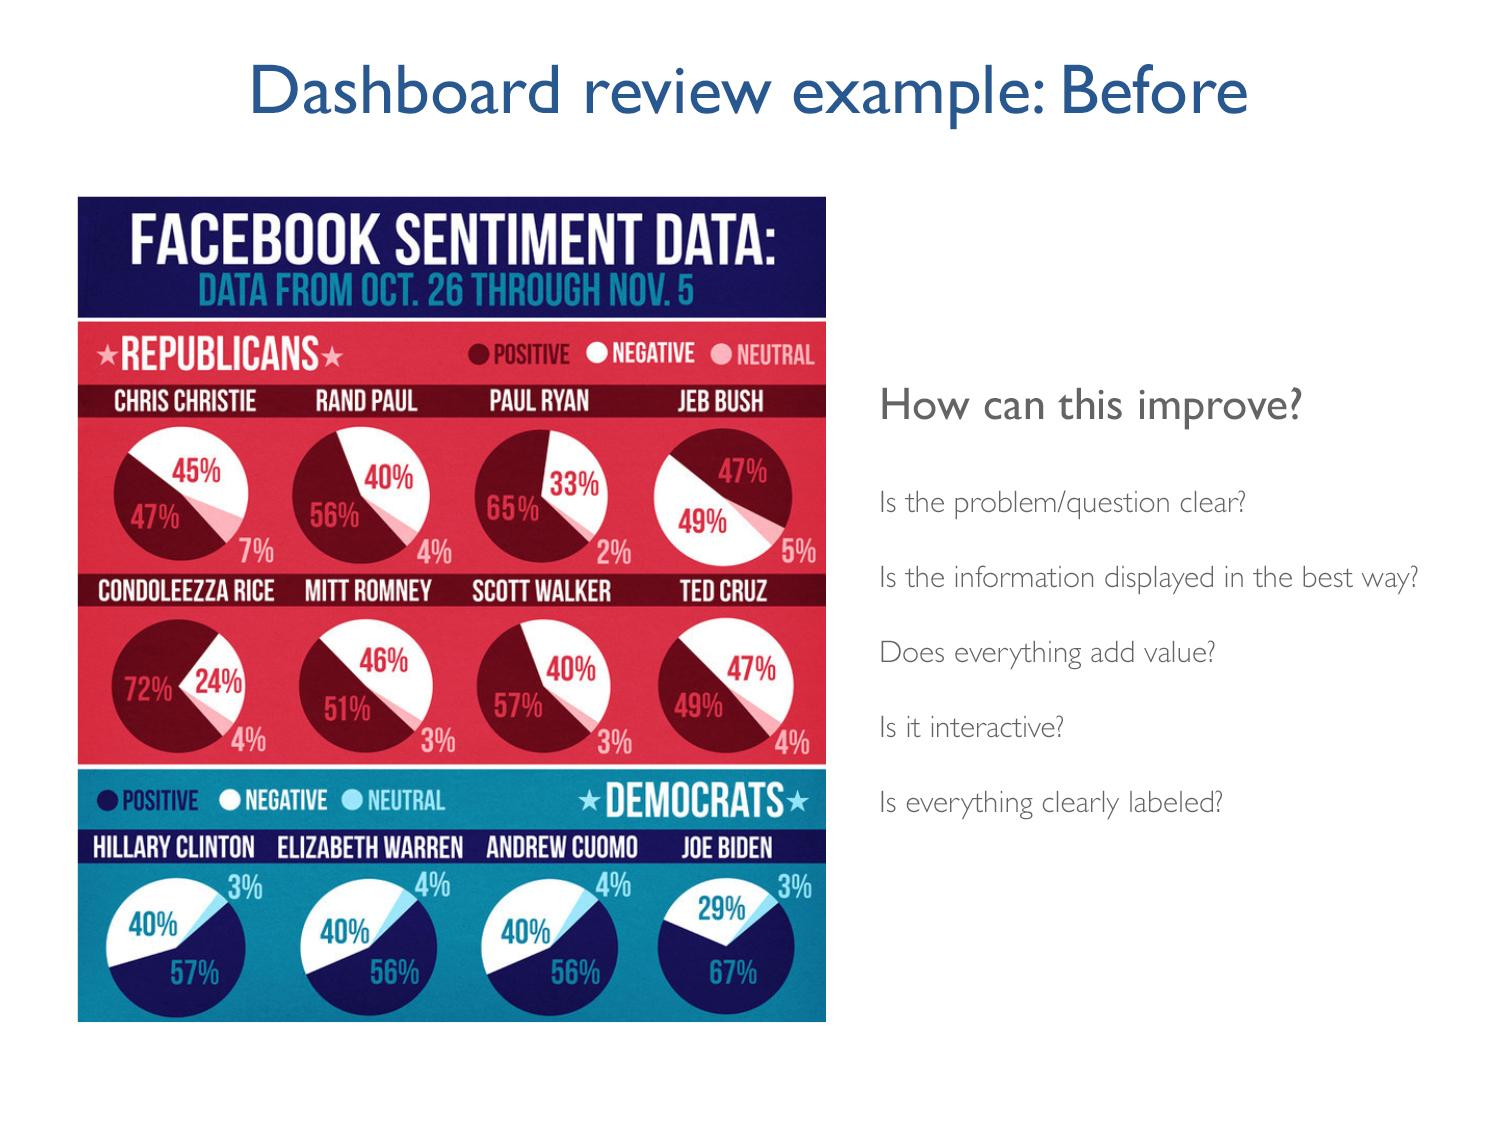 Dashboard review example: Before
FACEBOOK SENTIMENT DATA:
DATA FROM OCT. 26 THROUGH NOV. 5
REPUBLICANS POSITIVE NEGATIVE NEUTRAL
CHRIS CHRISTIE RAND PAUL PAUL RYAN JEB BUSH
45% 47% 7%
40% 56% 4%
33% 65% 2%
47% 49% 5%
CONDOLEEZZA RICE MITT ROMNEY SCOTT WALKER TED CRUZ
72% 24% 4%
46% 51% 3%
40% 57% 3%
47% 49% 4%
POSITIVE NEGATIVE NEUTRAL DEMOCRATS
HILLARY CLINTON ELIZABETH WARREN ANDREW CUOMO JOE BIDEN
3% 40% 57%
4% 40% 56%
4% 40% 56%
3% 29% 67%
How can this improve?
Is the problem/question clear?
Is the information displayed in the best way?
Does everything add value?
Is it interactive?
Is everything clearly labeled?